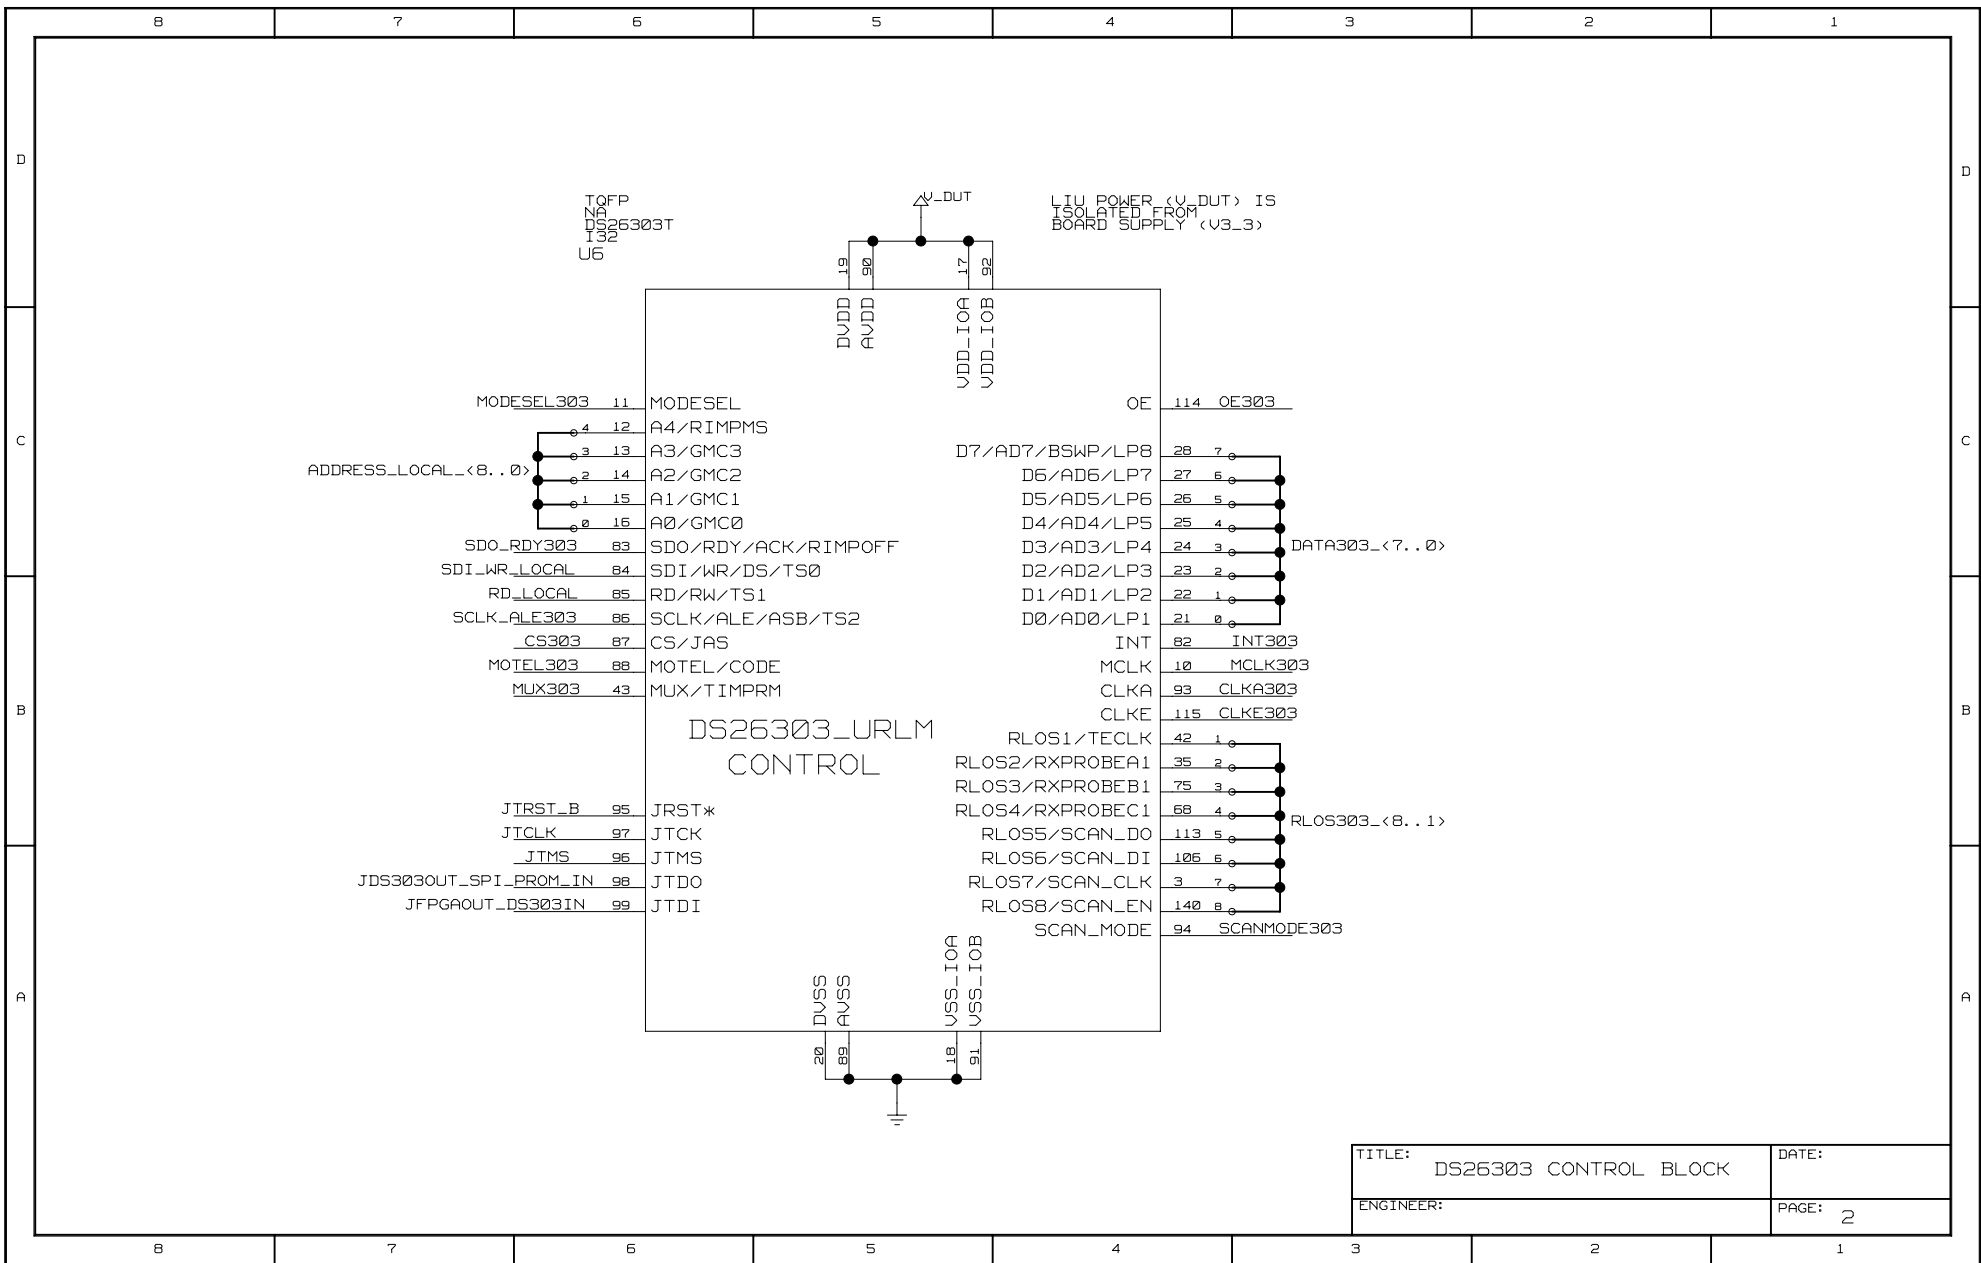 8 7 6 5 4 3 2 1
D D
TQFP
NA
DS26303T
I32
U6
V_DUT
LIU POWER (V_DUT) IS
ISOLATED FROM
BOARD SUPPLY (V3_3)
19 90 17 92
DVDD AVDD VDD_IOA VDD_IOB
MODESEL303 11 MODESEL
OE 114 OE303
4 12 A4/RIMPMS
C C
3 13 A3/GMC3
D7/AD7/BSWP/LP8 28 7
ADDRESS_LOCAL_<8..0>
2 14 A2/GMC2
D6/AD6/LP7 27 6
1 15 A1/GMC1
D5/AD5/LP6 26 5
0 16 A0/GMC0
D4/AD4/LP5 25 4
SDO_RDY303 83 SDO/RDY/ACK/RIMPOFF
D3/AD3/LP4 24 3
DATA303_<7..0>
SDI_WR_LOCAL 84 SDI/WR/DS/TS0
D2/AD2/LP3 23 2
RD_LOCAL 85 RD/RW/TS1
D1/AD1/LP2 22 1
SCLK_ALE303 86 SCLK/ALE/ASB/TS2
D0/AD0/LP1 21 0
CS303 87 CS/JAS
INT 82 INT303
MOTEL303 88 MOTEL/CODE
MCLK 10 MCLK303
MUX303 43 MUX/TIMPRM
CLKA 93 CLKA303
B B
CLKE 115 CLKE303
DS26303_URLM
CONTROL
RLOS1/TECLK 42 1
RLOS2/RXPROBEA1 35 2
RLOS3/RXPROBEB1 75 3
JTRST_B 95 JRST*
RLOS4/RXPROBEC1 68 4
RLOS303_<8..1>
JTCLK 97 JTCK
RLOS5/SCAN_DO 113 5
JTMS 96 JTMS
RLOS6/SCAN_DI 106 6
JDS303OUT_SPI_PROM_IN 98 JTDO
RLOS7/SCAN_CLK 3 7
JFPGAOUT_DS303IN 99 JTDI
RLOS8/SCAN_EN 140 8
SCAN_MODE 94 SCANMODE303
A A
DVSS AVSS VSS_IOA VSS_IOB
20 89 18 91
TITLE:
DS26303 CONTROL BLOCK
DATE:
ENGINEER:
PAGE: 2
8 7 6 5 4 3 2 1